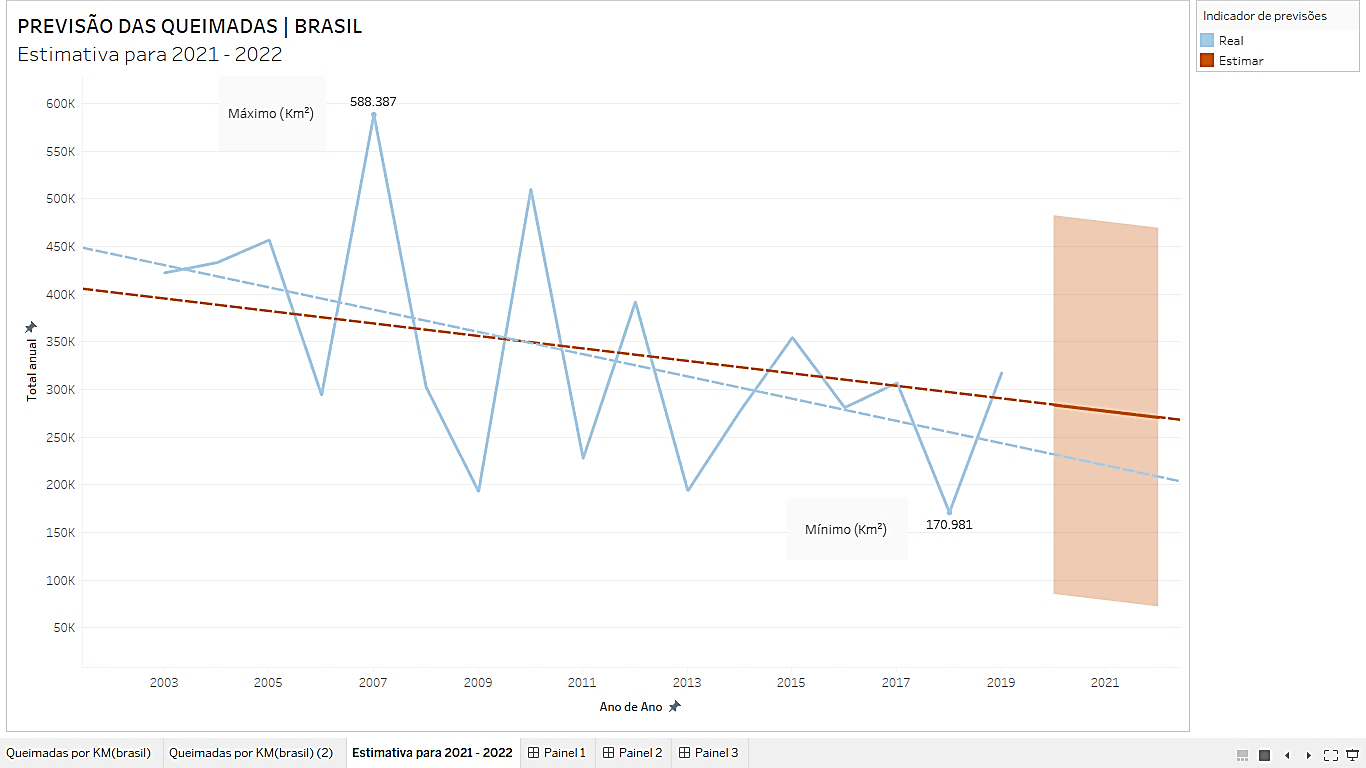 PREVISÃO DAS QUEIMADAS | BRASIL
Estimativa para 2021 - 2022
Indicador de previsões
Real
Estimar
600K
550K
500K
450K
400K
350K
300K
250K
200K
150K
100K
50K
Total anual
Máximo (Km²)
588.387
Mínimo (Km²)
170.981
2003 2005 2007 2009 2011 2013 2015 2017 2019 2021
Ano de Ano
Queimadas por KM(brasil) Queimadas por KM(brasil) (2) Estimativa para 2021 - 2022 Painel 1 Painel 2 Painel 3